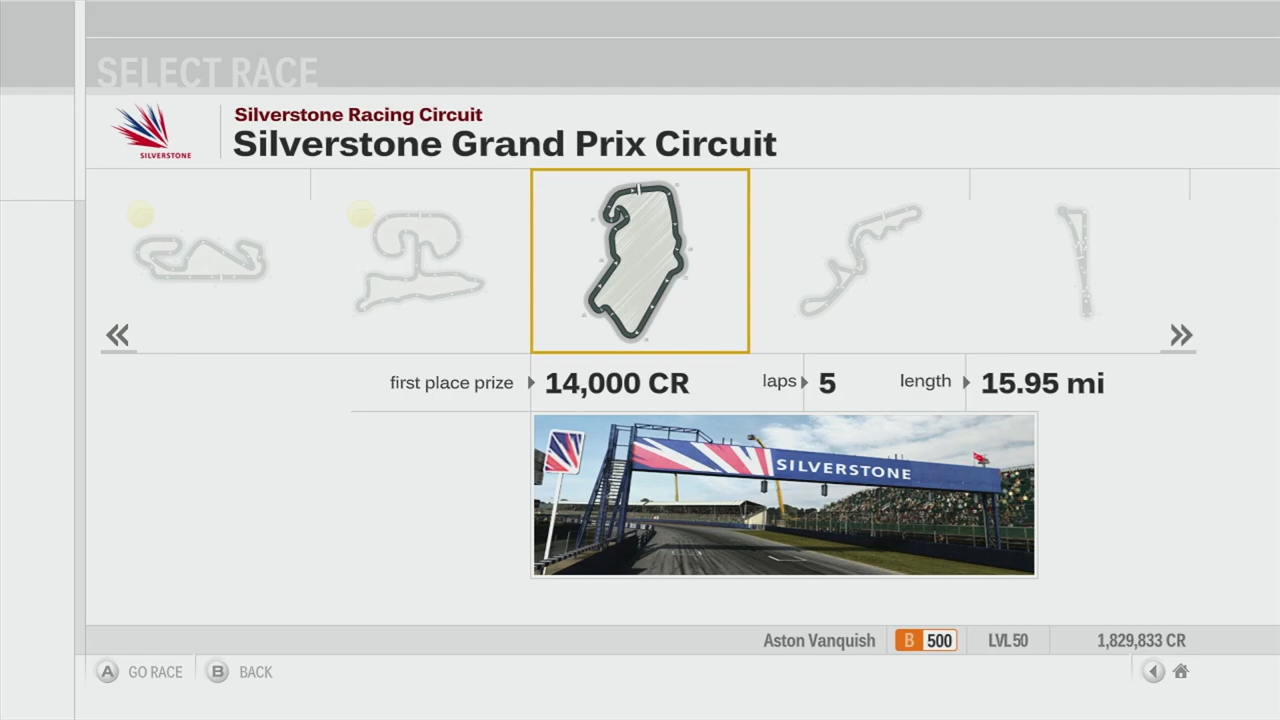 SELECT RACE
SILVERSTONE
Silverstone Racing Circuit
Silverstone Grand Prix Circuit
first place prize
14,000 CR
laps
5
length
15.95 mi
SILVERSTONE
Aston Vanquish
B 500
LVL50
1,829,833 CR
A GO RACE
B BACK